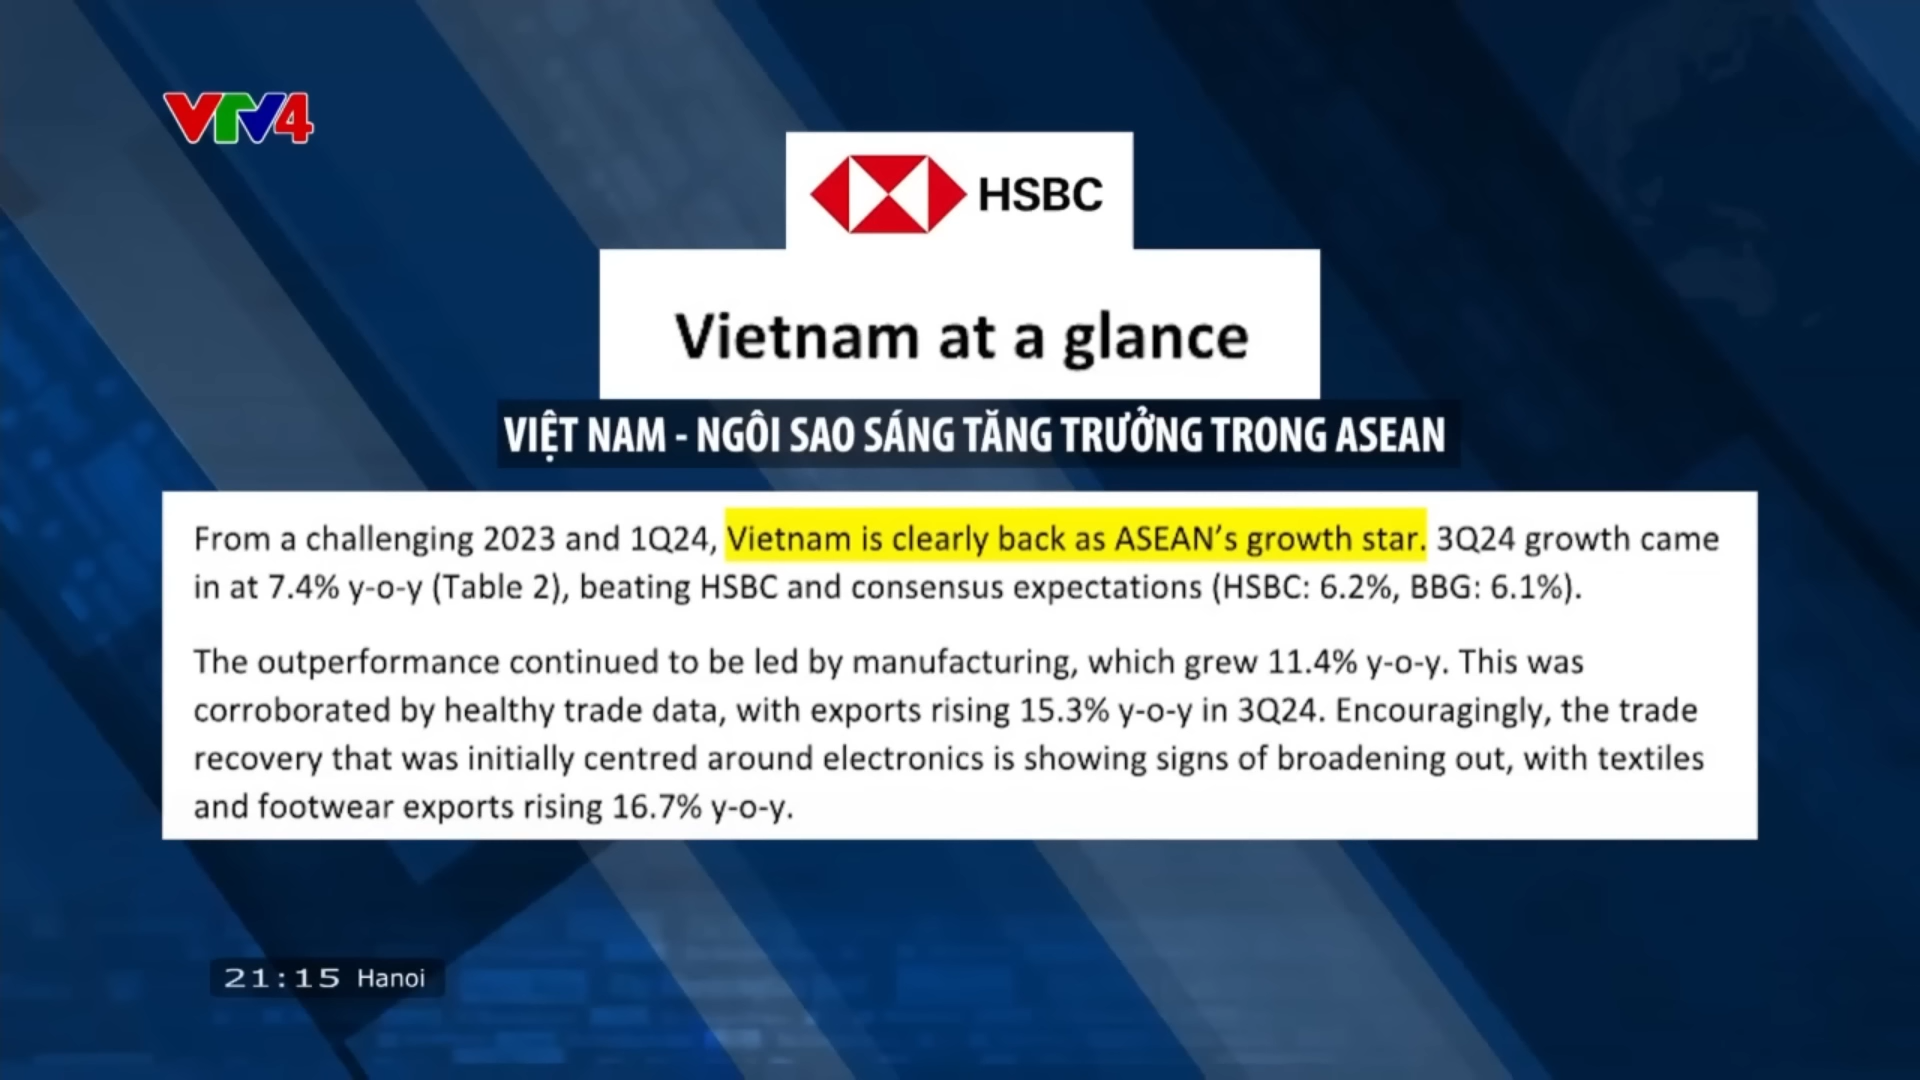 VTV4
HSBC
Vietnam at a glance
VIỆT NAM - NGÔI SAO SÁNG TĂNG TRƯỞNG TRONG ASEAN
From a challenging 2023 and 1Q24, Vietnam is clearly back as ASEAN’s growth star. 3Q24 growth came
in at 7.4% y-o-y (Table 2), beating HSBC and consensus expectations (HSBC: 6.2%, BBG: 6.1%).
The outperformance continued to be led by manufacturing, which grew 11.4% y-o-y. This was
corroborated by healthy trade data, with exports rising 15.3% y-o-y in 3Q24. Encouragingly, the trade
recovery that was initially centred around electronics is showing signs of broadening out, with textiles
and footwear exports rising 16.7% y-o-y.
21:15 Hanoi